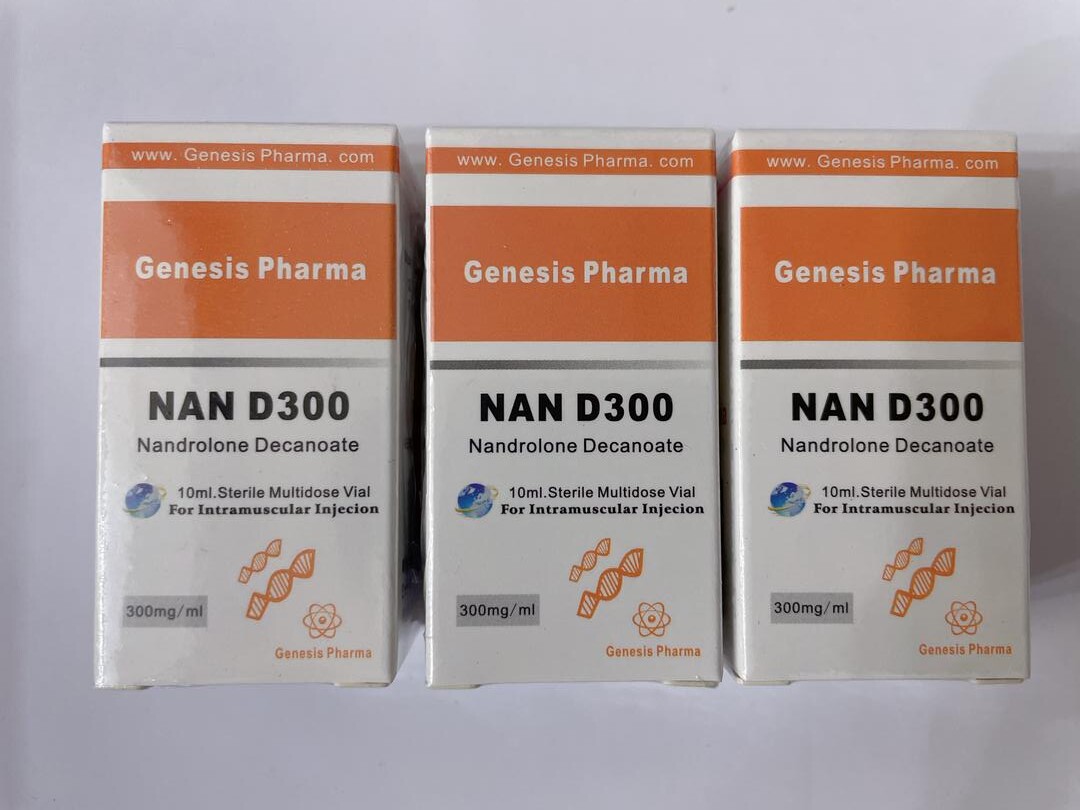 www. Genesis Pharma. com
Genesis Pharma
NAN D300
Nandrolone Decanoate
10ml.Sterile Multidose Vial
For Intramuscular Injecion
300mg/ml
Genesis Pharma
www. Genesis Pharma. com
Genesis Pharma
NAN D300
Nandrolone Decanoate
10ml.Sterile Multidose Vial
For Intramuscular Injecion
300mg/ml
Genesis Pharma
www. Genesis Pharma. com
Genesis Pharma
NAN D300
Nandrolone Decanoate
10ml.Sterile Multidose Vial
For Intramuscular Injecion
300mg/ml
Genesis Pharma